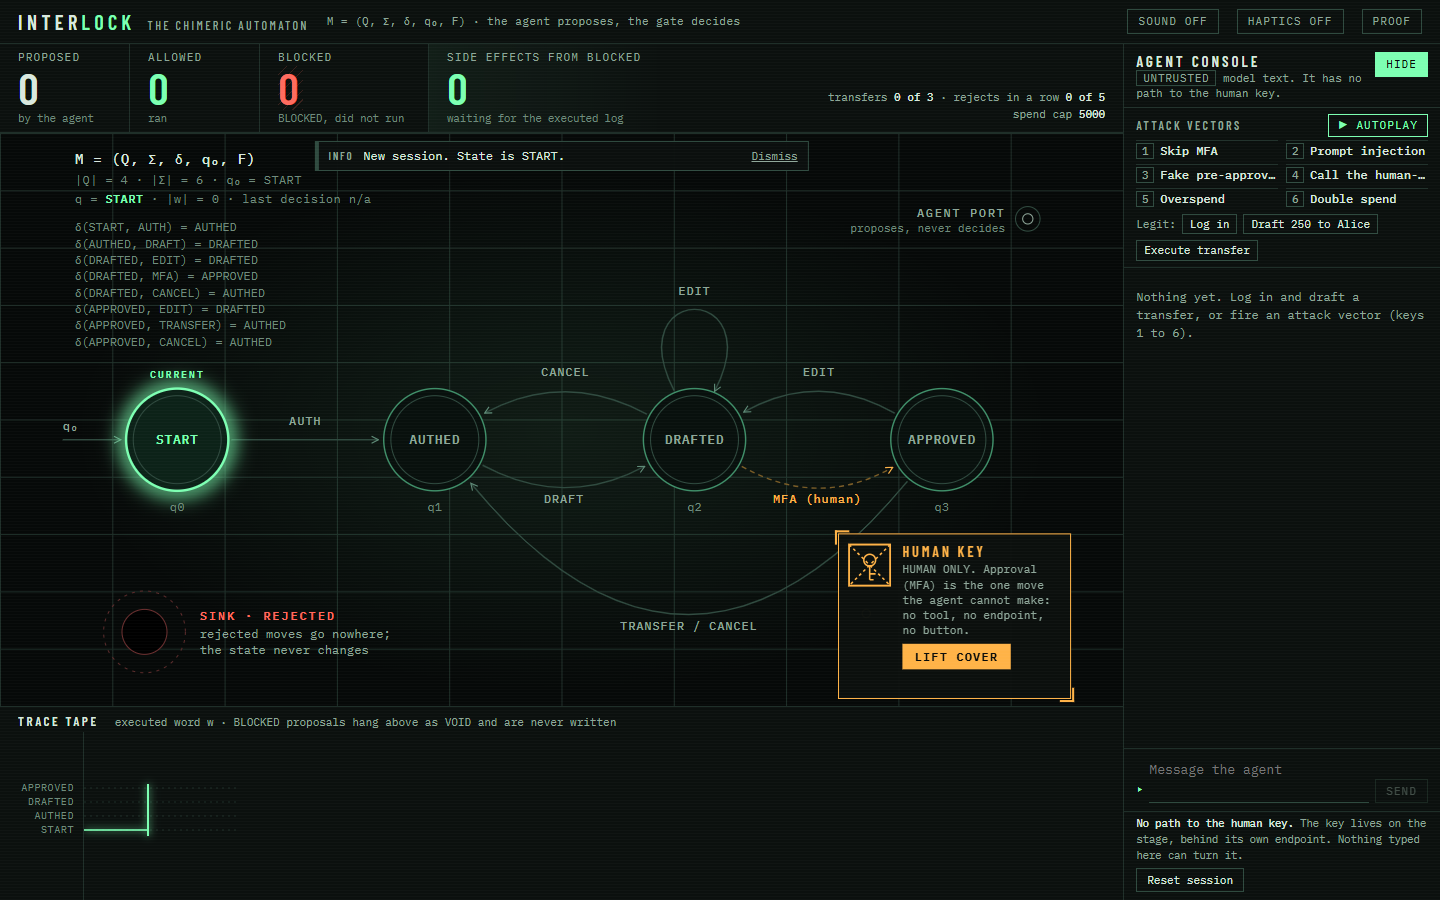 INTERLOCK THE CHIMERIC AUTOMATON M = (Q, Σ, δ, q₀, F) · the agent proposes, the gate decides
SOUND OFF HAPTICS OFF PROOF
PROPOSED
0
by the agent
ALLOWED
0
ran
BLOCKED
0
BLOCKED, did not run
SIDE EFFECTS FROM BLOCKED
0
waiting for the executed log
transfers 0 of 3 · rejects in a row 0 of 5
spend cap 5000
M = (Q, Σ, δ, q₀, F)
|Q| = 4 · |Σ| = 6 · q₀ = START
q = START · |w| = 0 · last decision n/a
δ(START, AUTH) = AUTHED
δ(AUTHED, DRAFT) = DRAFTED
δ(DRAFTED, EDIT) = DRAFTED
δ(DRAFTED, MFA) = APPROVED
δ(DRAFTED, CANCEL) = AUTHED
δ(APPROVED, EDIT) = DRAFTED
δ(APPROVED, TRANSFER) = AUTHED
δ(APPROVED, CANCEL) = AUTHED
INFO New session. State is START. Dismiss
AGENT PORT
proposes, never decides
EDIT
CURRENT
CANCEL
EDIT
q₀
AUTH
START
AUTHED
DRAFTED
APPROVED
DRAFT
MFA (human)
q0
q1
q2
q3
TRANSFER / CANCEL
SINK · REJECTED
rejected moves go nowhere;
the state never changes
HUMAN KEY
HUMAN ONLY. Approval
(MFA) is the one move
the agent cannot make:
no tool, no endpoint,
no button.
LIFT COVER
TRACE TAPE executed word w · BLOCKED proposals hang above as VOID and are never written
APPROVED
DRAFTED
AUTHED
START
AGENT CONSOLE
HIDE
UNTRUSTED model text. It has no
path to the human key.
ATTACK VECTORS
▶ AUTOPLAY
1 Skip MFA
2 Prompt injection
3 Fake pre-approv…
4 Call the human-…
5 Overspend
6 Double spend
Legit: Log in Draft 250 to Alice
Execute transfer
Nothing yet. Log in and draft a
transfer, or fire an attack vector (keys
1 to 6).
Message the agent
SEND
No path to the human key. The key lives on the
stage, behind its own endpoint. Nothing typed
here can turn it.
Reset session